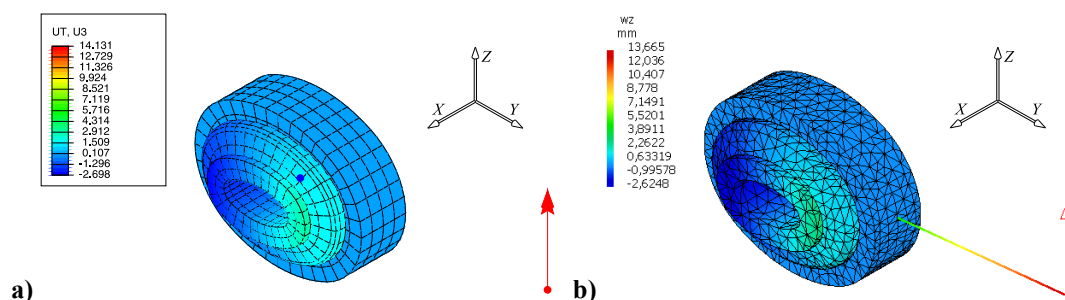 UT, U3
14.131
12.729
11.326
9.924
8.521
7.119
5.716
4.314
2.912
1.509
0.107
-1.296
-2.698
Z
X
Y
a)
wz
mm
13,665
12,036
10,407
8,778
7,1491
5,5201
3,8911
2,2622
0,63319
-0,99578
-2,6248
Z
X
Y
b)